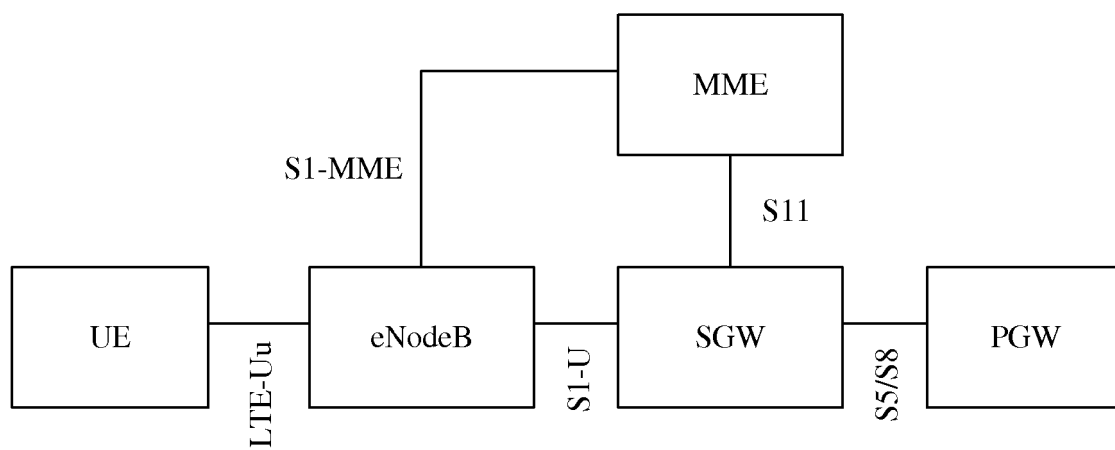 MME
S1-MME
S11
UE
LTE-Uu
eNodeB
S1-U
SGW
S5/S8
PGW